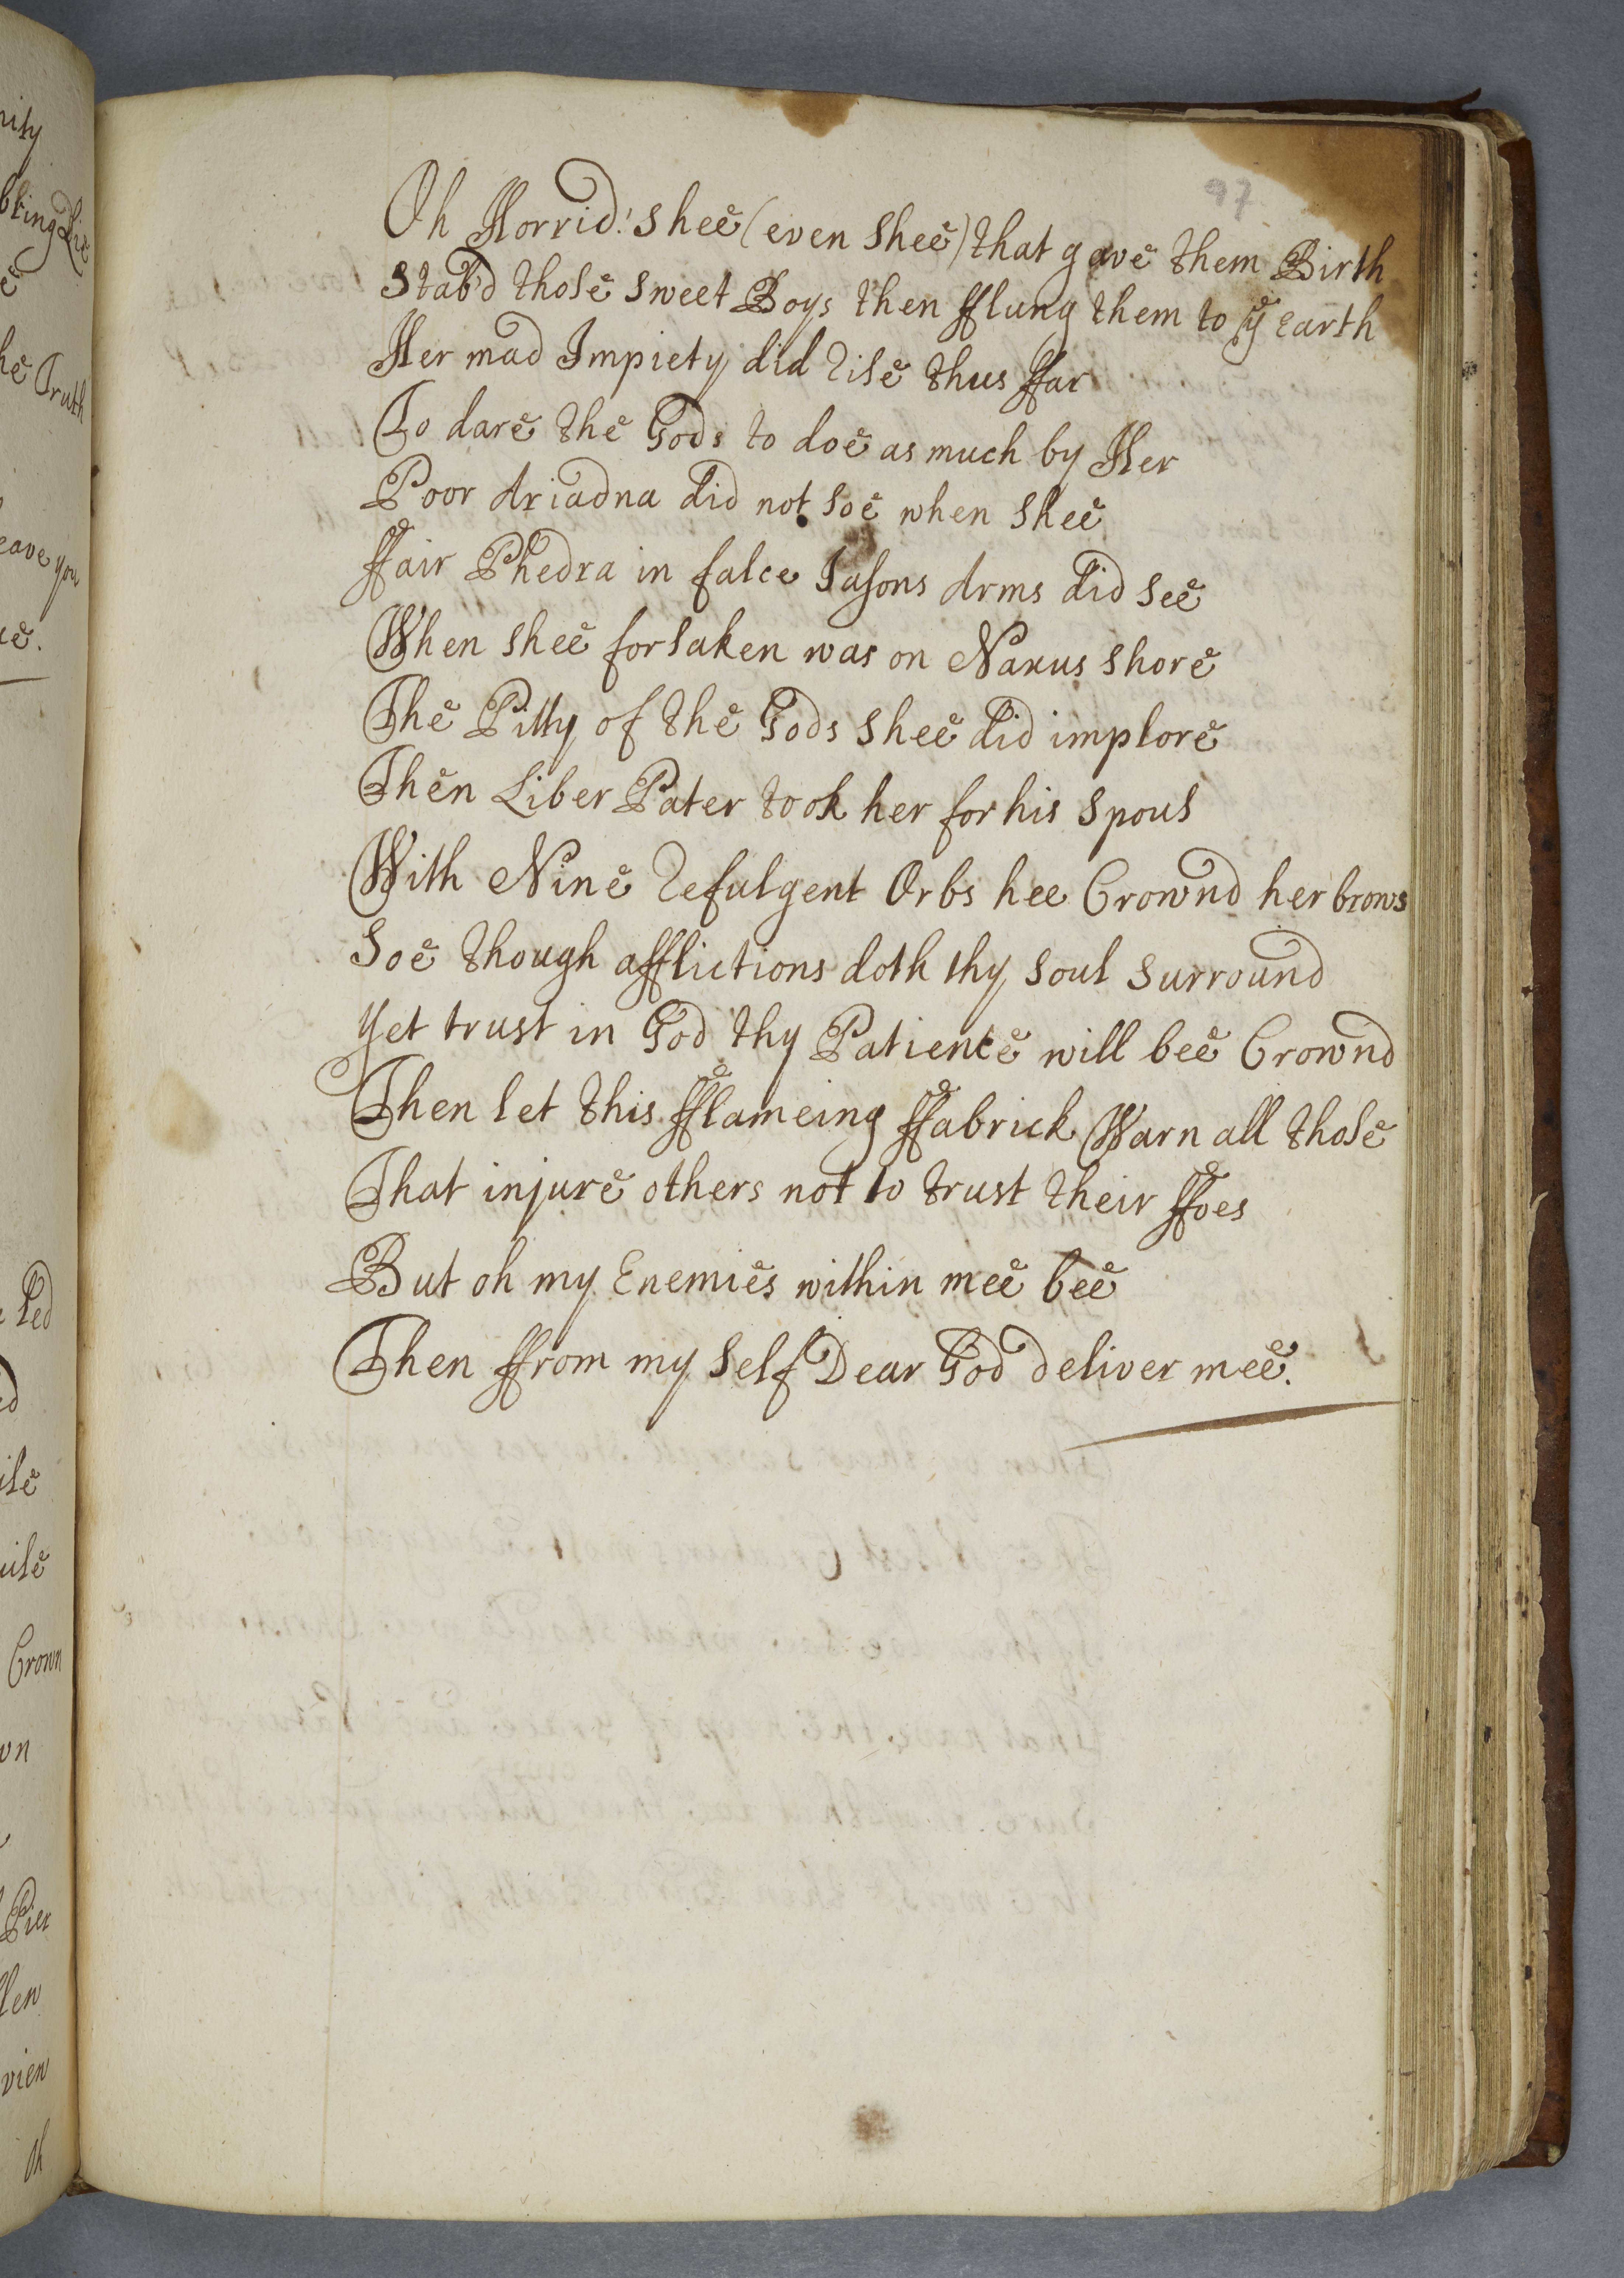 97
Oh Horrid! shee (even shee) that gave them Birth
Stab'd those sweet Boys then fflung them to ye Earth
Her mad Impiety did rise thus ffar
To dare the Gods to doe as much by Her
Poor Ariadna did not soe when shee
ffair Phedra in false Jasons Arms did see
When shee forsaken was on Naxus shore
The Pitty of the Gods shee did implore
Then Liber Pater took her for his Spous
With Nine refulgent Orbs hee Crownd her brows
Soe though afflictions doth thy soul surround
Yet trust in God thy Patience will bee Crownd
Then let this fflameing ffabrick Warn all those
That injure others not to trust their ffoes
But oh my Enemies within mee bee
Then ffrom my self Dear God deliver mee.